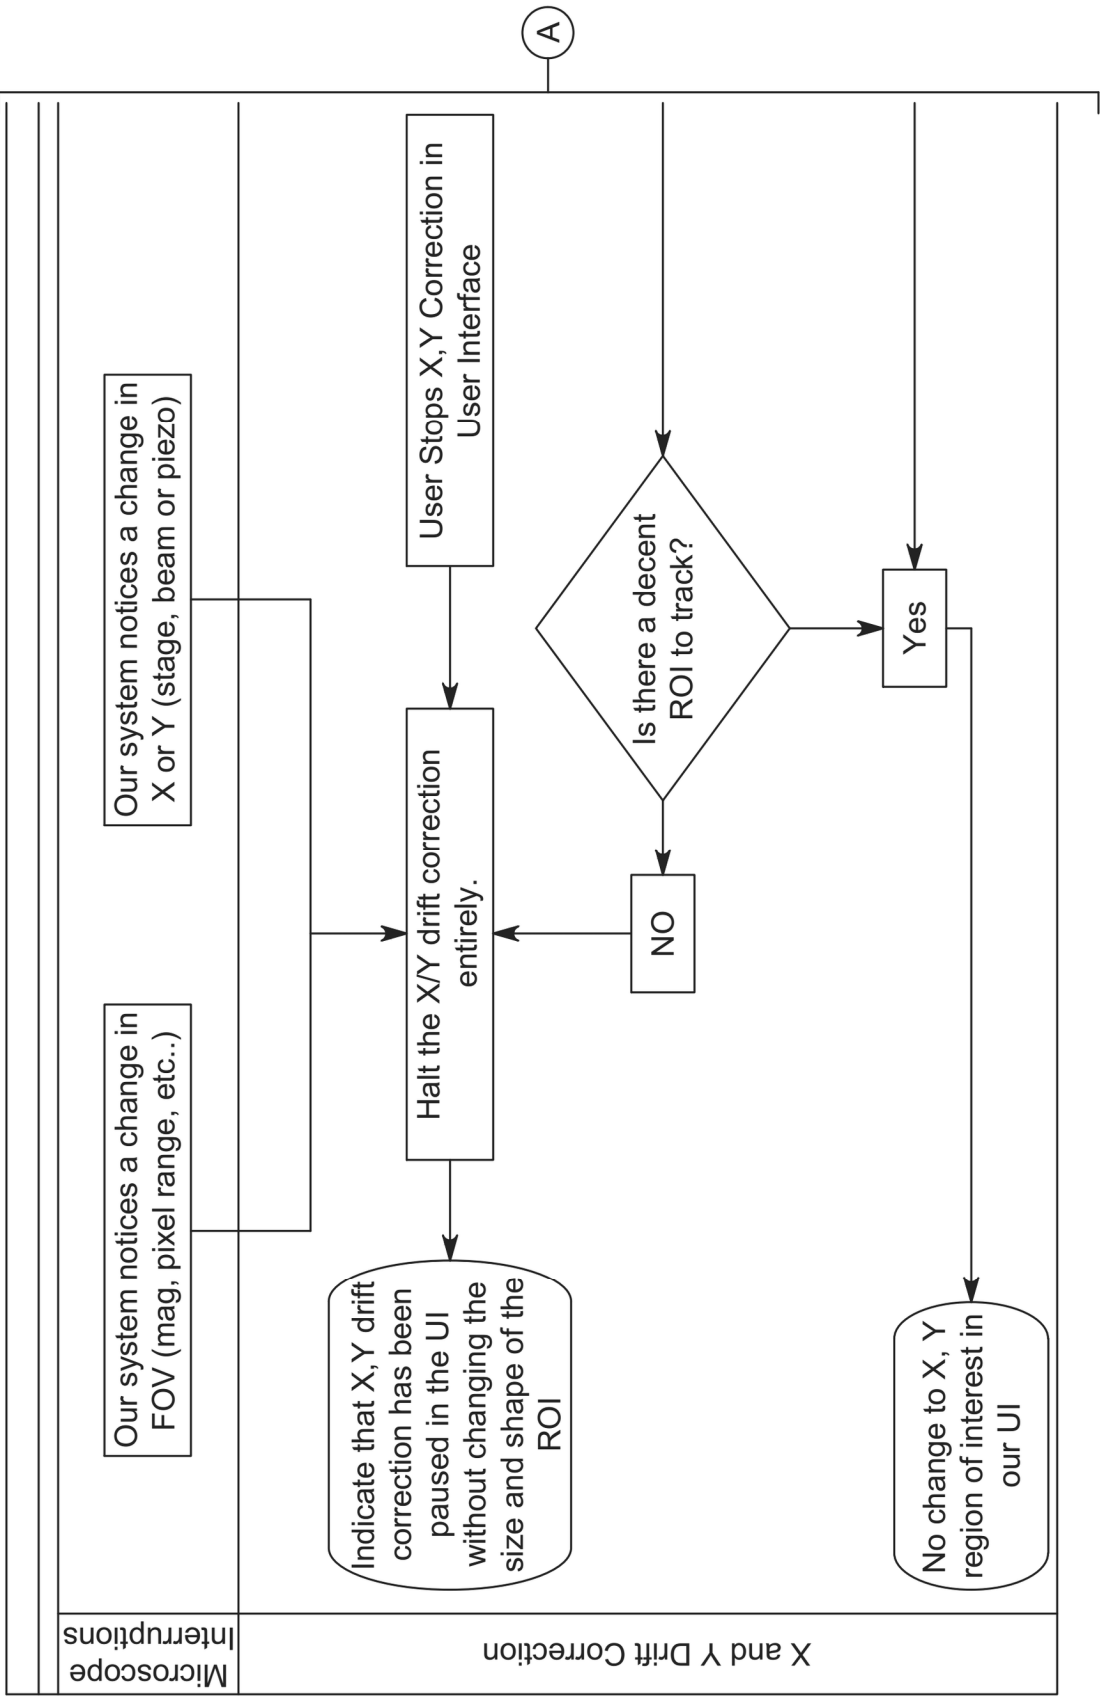 A
Our system notices a change in
FOV (mag, pixel range, etc..)
Our system notices a change in
X or Y (stage, beam or piezo)
Microscope
Interruptions
Indicate that X,Y drift
correction has been
paused in the UI
without changing the
size and shape of the
ROI
Halt the X/Y drift correction
entirely.
User Stops X,Y Correction in
User Interface
NO
Is there a decent
ROI to track?
Yes
No change to X, Y
region of interest in
our UI
X and Y Drift Correction